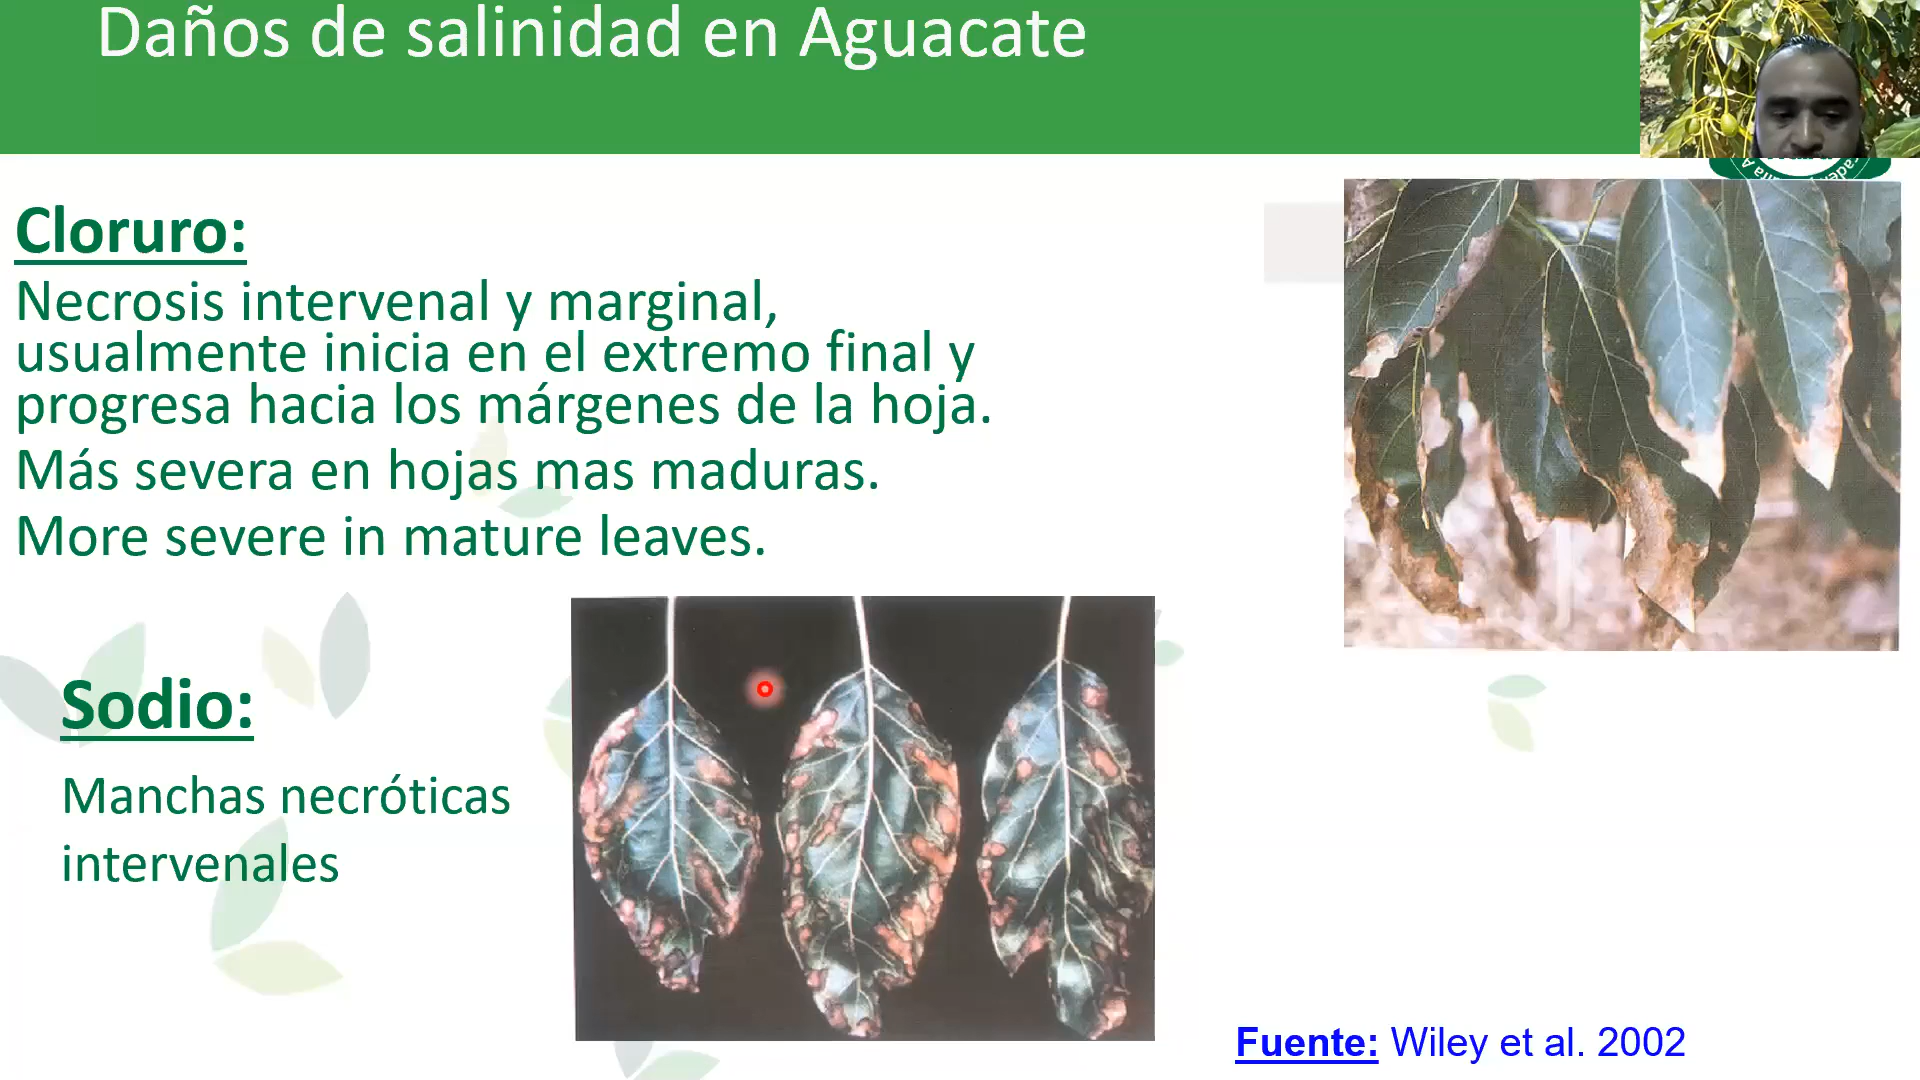 Daños de salinidad en Aguacate
Cloruro:
Necrosis intervenal y marginal,
usualmente inicia en el extremo final y
progresa hacia los márgenes de la hoja.
Más severa en hojas mas maduras.
More severe in mature leaves.
Sodio:
Manchas necróticas
intervenales
Fuente: Wiley et al. 2002